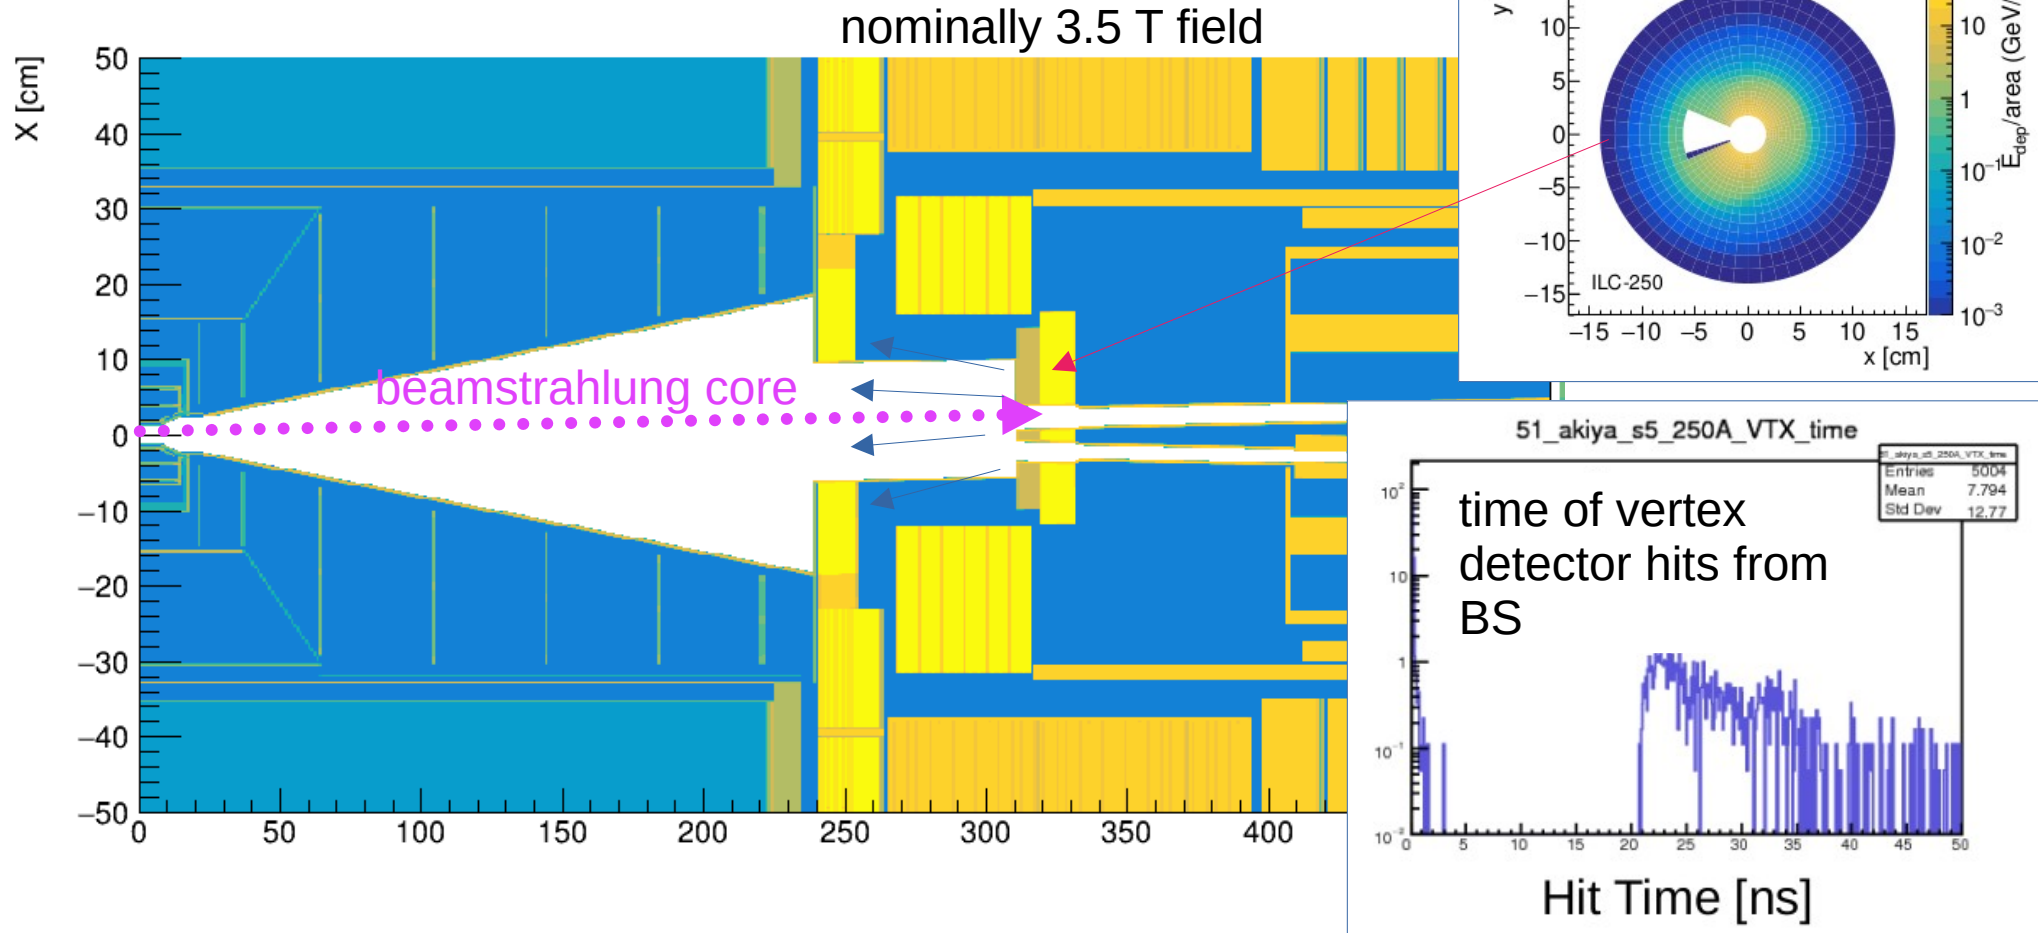 nominally 3.5 T field
X [cm]
50
40
30
20
10
0
−10
−20
−30
−40
−50
0 50 100 150 200 250 300 350 400
beamstrahlung core
y
10
5
0
−5
−10
−15
ILC-250
−15 −10 −5 0 5 10 15
x [cm]
10
1
10−1
10−2
10−3
Edep/area (GeV/
51_akiya_s5_250A_VTX_time
51_akiya_s5_250A_VTX_time
Entries 5004
Mean 7.794
Std Dev 12.77
time of vertex
detector hits from
BS
10²
10
1
10−1
10−2
0 5 10 15 20 25 30 35 40 45 50
Hit Time [ns]